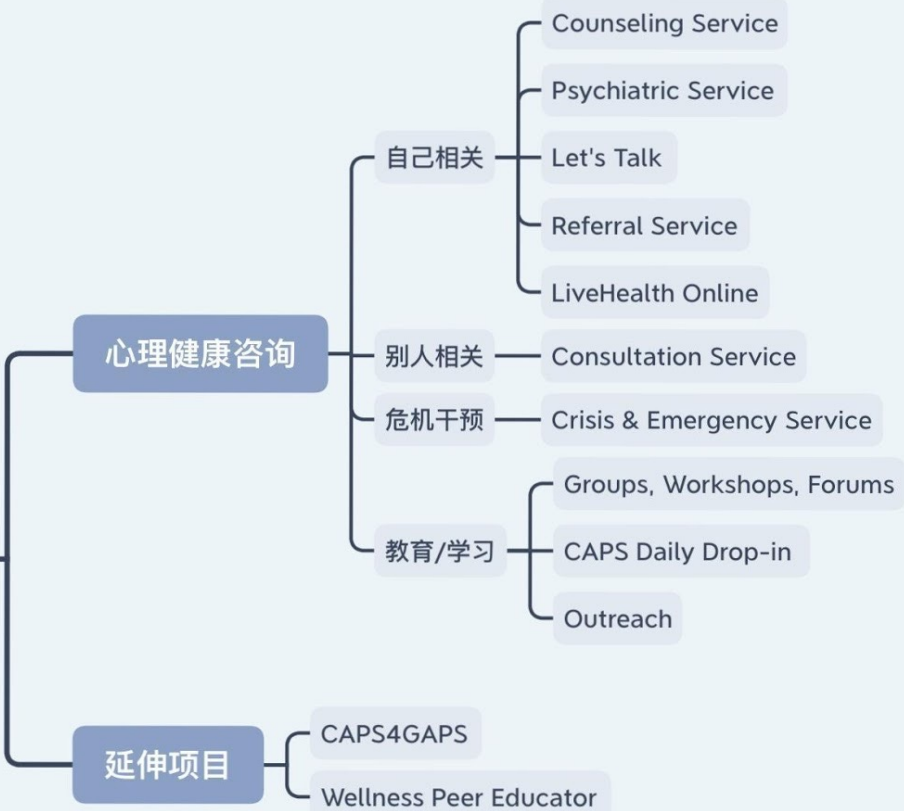 心理健康咨询
自己相关
Counseling Service
Psychiatric Service
Let's Talk
Referral Service
LiveHealth Online
别人相关
Consultation Service
危机干预
Crisis & Emergency Service
教育/学习
Groups, Workshops, Forums
CAPS Daily Drop-in
Outreach
延伸项目
CAPS4GAPS
Wellness Peer Educator